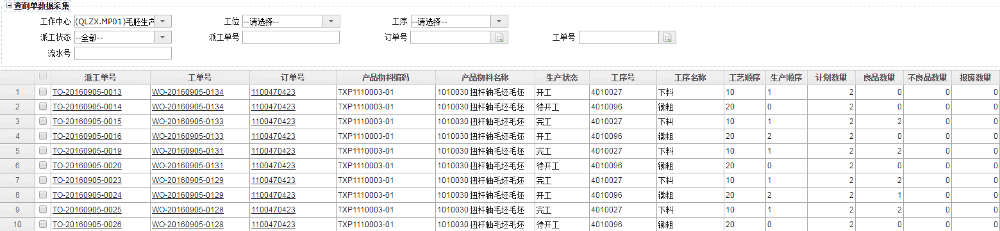 查询单数据采集
工作中心 (QLZX.MP01)毛胚生产 工位 --请选择-- 工序 --请选择--
派工状态 --全部-- 派工单号 订单号 工单号
流水号
派工单号 工单号 订单号 产品物料编码 产品物料名称 生产状态 工序号 工序名称 工艺顺序 生产顺序 计划数量 良品数量 不良品数量 报废数量
1 TO-20160905-0013 WO-20160905-0134 1100470423 TXP1110003-01 1010030 扭杆轴毛坯毛坯 开工 4010027 下料 10 1 2 0 0 0
2 TO-20160905-0014 WO-20160905-0134 1100470423 TXP1110003-01 1010030 扭杆轴毛坯毛坯 待开工 4010096 镦粗 20 0 2 0 0 0
3 TO-20160905-0015 WO-20160905-0133 1100470423 TXP1110003-01 1010030 扭杆轴毛坯毛坯 完工 4010027 下料 10 1 2 2 0 0
4 TO-20160905-0016 WO-20160905-0133 1100470423 TXP1110003-01 1010030 扭杆轴毛坯毛坯 开工 4010096 镦粗 20 2 2 0 0 0
5 TO-20160905-0019 WO-20160905-0131 1100470423 TXP1110003-01 1010030 扭杆轴毛坯毛坯 完工 4010027 下料 10 1 2 2 0 0
6 TO-20160905-0020 WO-20160905-0131 1100470423 TXP1110003-01 1010030 扭杆轴毛坯毛坯 待开工 4010096 镦粗 20 0 2 0 0 0
7 TO-20160905-0023 WO-20160905-0129 1100470423 TXP1110003-01 1010030 扭杆轴毛坯毛坯 完工 4010027 下料 10 1 2 2 0 0
8 TO-20160905-0024 WO-20160905-0129 1100470423 TXP1110003-01 1010030 扭杆轴毛坯毛坯 开工 4010096 镦粗 20 2 2 1 0 0
9 TO-20160905-0025 WO-20160905-0128 1100470423 TXP1110003-01 1010030 扭杆轴毛坯毛坯 完工 4010027 下料 10 1 2 2 0 0
10 TO-20160905-0026 WO-20160905-0128 1100470423 TXP1110003-01 1010030 扭杆轴毛坯毛坯 待开工 4010096 镦粗 20 0 2 0 0 0